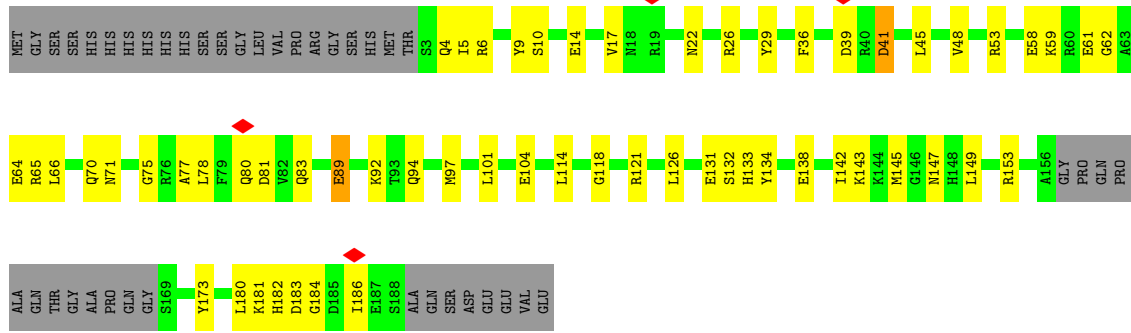 MET GLY SER SER HIS HIS HIS HIS HIS HIS SER SER GLY LEU VAL PRO ARG GLY SER HIS MET THR S3 Q4 I5 R6 Y9 S10 E14 V17 N18 R19 N22 R26 Y29 F36 D39 R40 D41 L45 V48 R53 E58 K59 R60 E61 G62 A63
E64 R65 L66 Q70 N71 G75 R76 A77 L78 F79 Q80 D81 V82 Q83 E89 K92 T93 Q94 M97 L101 E104 L114 G118 R121 L126 E131 S132 H133 Y134 E138 I142 K143 K144 M145 G146 N147 H148 L149 R153 A156 GLY PRO GLN PRO
ALA GLN THR GLY ALA PRO GLN GLY S169 Y173 L180 K181 H182 D183 G184 D185 I186 E187 S188 ALA GLN SER ASP GLU GLU VAL GLU